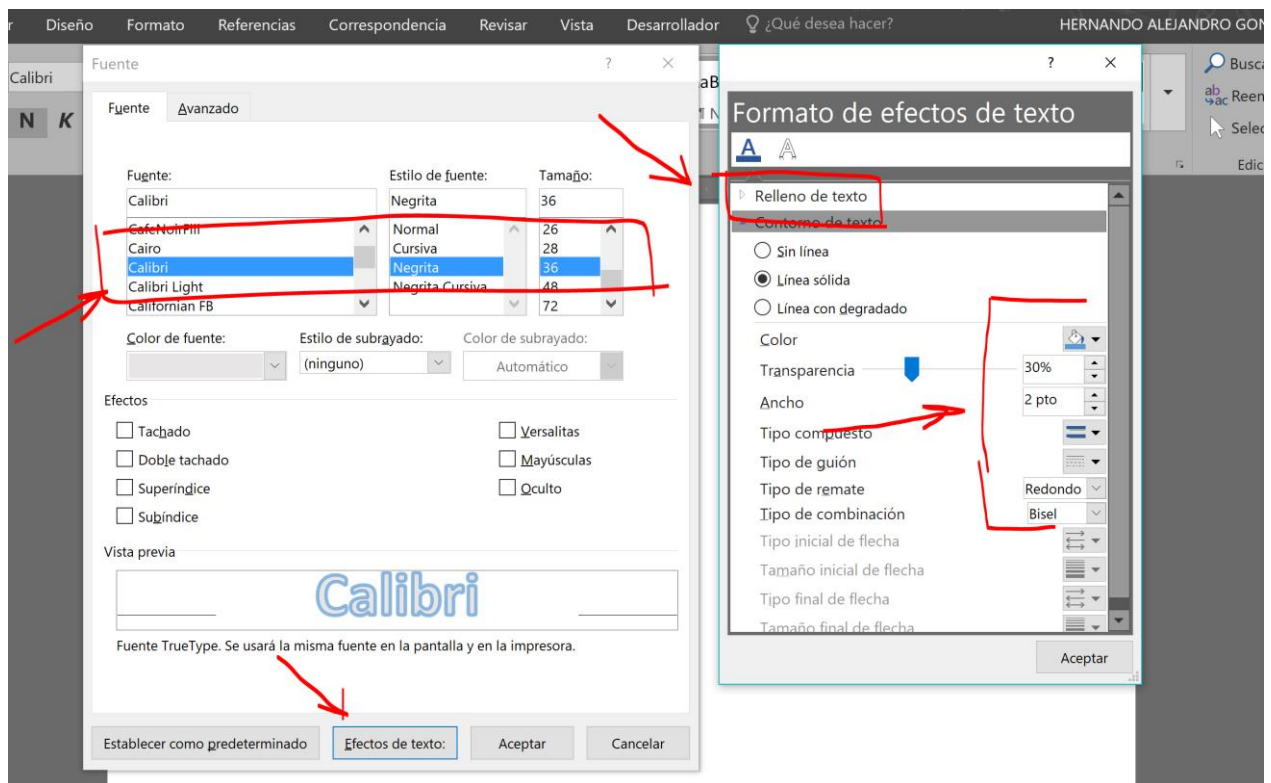 Diseño Formato Referencias Correspondencia Revisar Vista Desarrollador ¿Qué desea hacer? HERNANDO ALEJANDRO GON
Calibri
N K
Fuente ? ×
Fuente Avanzado
Fuente: Estilo de fuente: Tamaño:
Calibri Negrita 36
CafeNoirFill Normal 26
Cairo Cursiva 28
Calibri Negrita 36
Calibri Light Negrita Cursiva 48
Californian FB 72
Color de fuente: Estilo de subrayado: Color de subrayado:
(ninguno) Automático
Efectos
Tachado Versalitas
Doble tachado Mayúsculas
Superíndice Oculto
Subíndice
Vista previa
Calibri
Fuente TrueType. Se usará la misma fuente en la pantalla y en la impresora.
Establecer como predeterminado Efectos de texto: Aceptar Cancelar
aB
¶ N
? ×
Formato de efectos de texto
A A
Relleno de texto
Contorno de texto
Sin línea
Línea sólida
Línea con degradado
Color
Transparencia 30%
Ancho 2 pto
Tipo compuesto
Tipo de guión
Tipo de remate Redondo
Tipo de combinación Bisel
Tipo inicial de flecha
Tamaño inicial de flecha
Tipo final de flecha
Tamaño final de flecha
Aceptar
Busca
ab
ac Reen
Selec
Edic